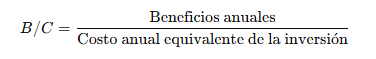 B/C = Beneficios anuales
Costo anual equivalente de la inversión